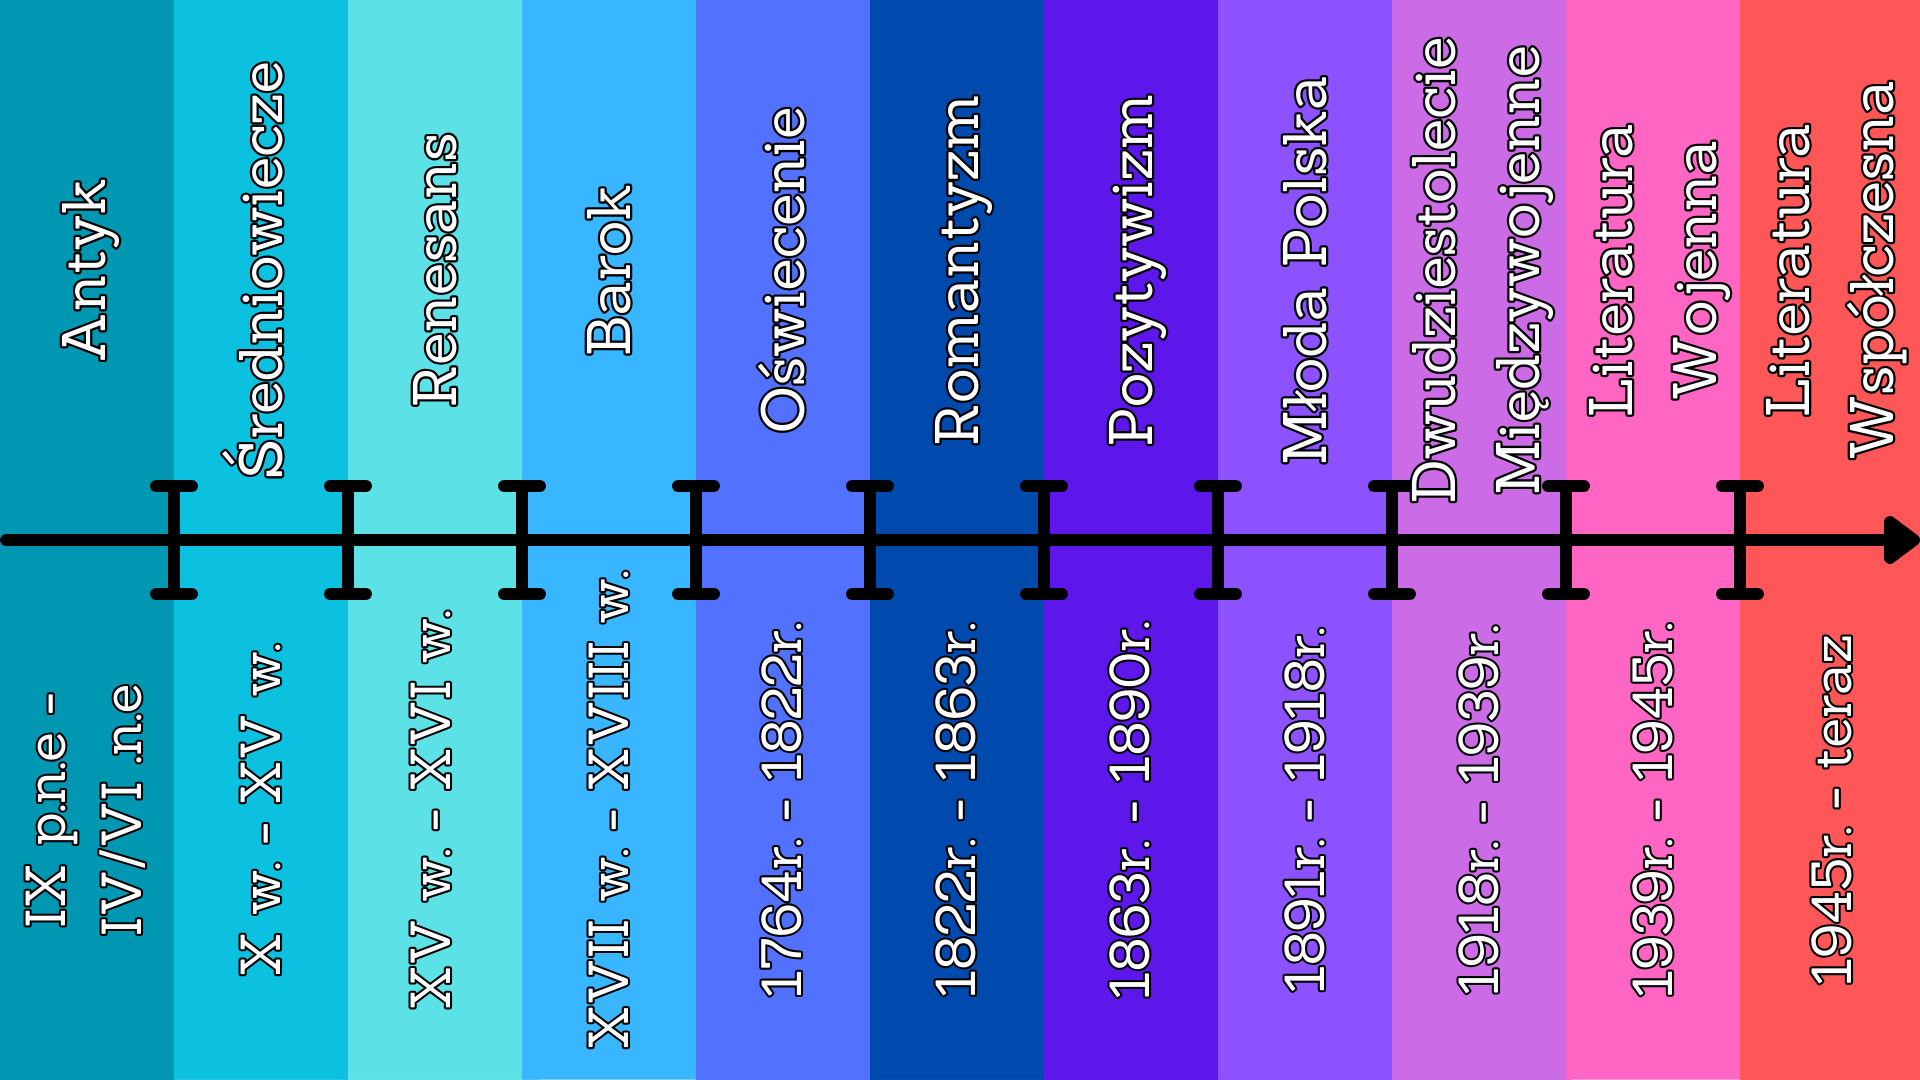 Antyk
Średniowiecze
Renesans
Barok
Oświecenie
Romantyzm
Pozytywizm
Młoda Polska
Dwudziestolecie
Międzywojenne
Literatura
Wojenna
Literatura
Współczesna
IX p.n.e -
IV/VI .n.e
X w. - XV w.
XV w. - XVI w.
XVII w. - XVIII w.
1764r. - 1822r.
1822r. - 1863r.
1863r. - 1890r.
1891r. - 1918r.
1918r. - 1939r.
1939r. - 1945r.
1945r. - teraz